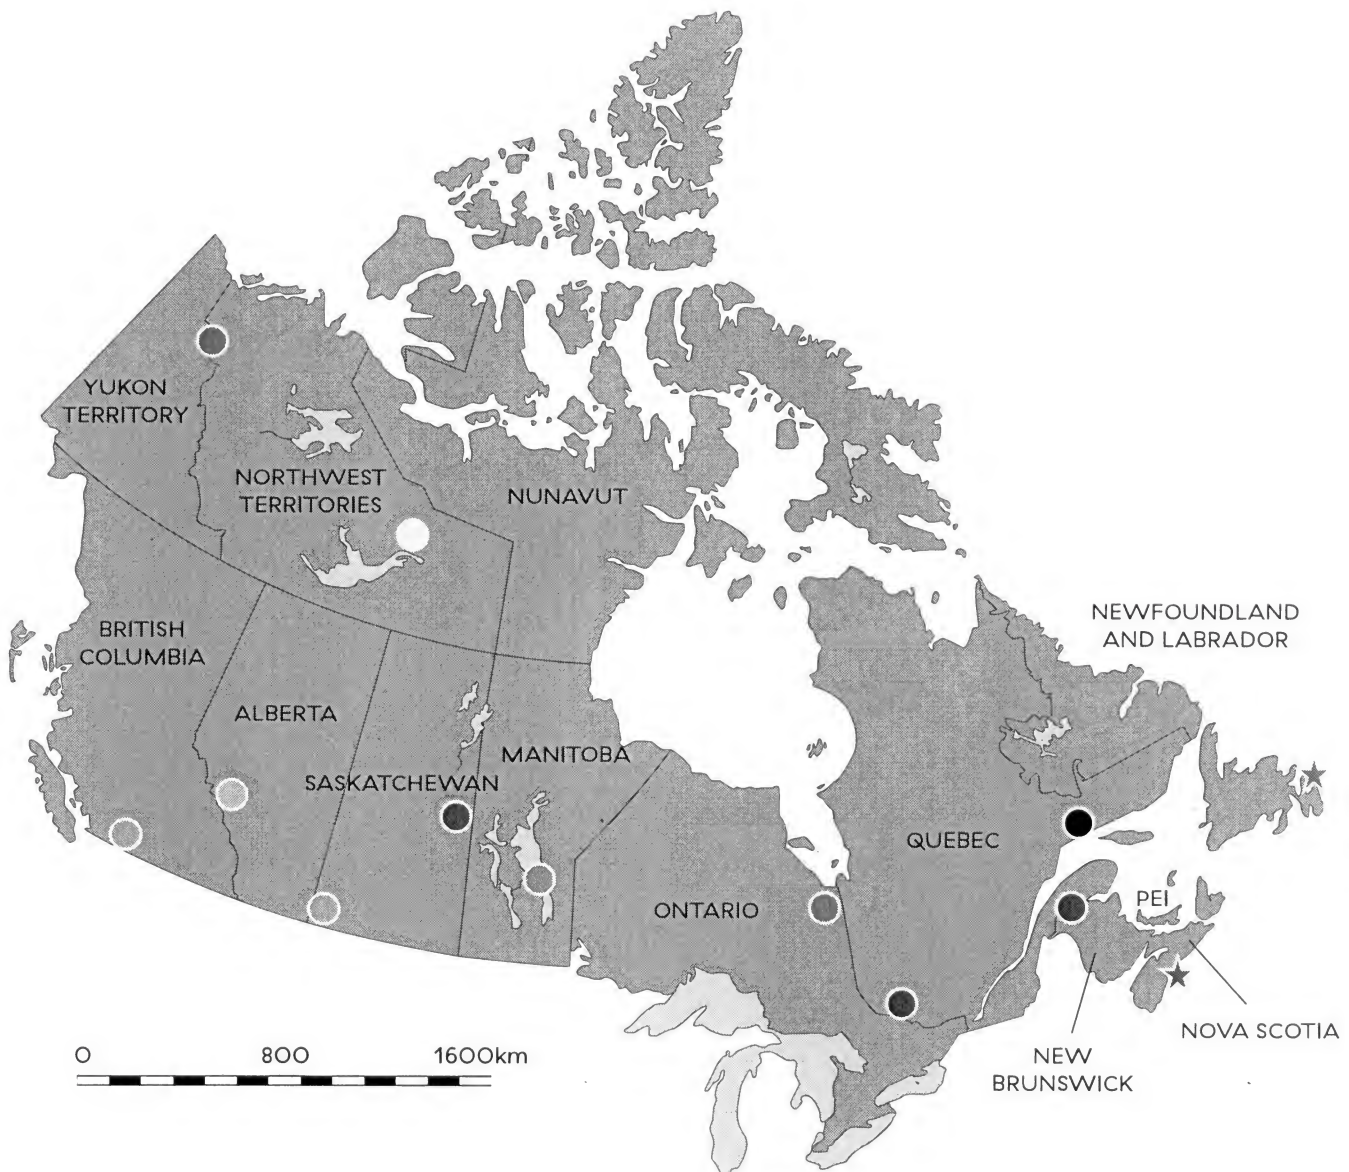 YUKON
TERRITORY
NORTHWEST
TERRITORIES
NUNAVUT
BRITISH
COLUMBIA
NEWFOUNDLAND
AND LABRADOR
ALBERTA
MANITOBA
SASKATCHEWAN
QUEBEC
ONTARIO
PEI
NOVA SCOTIA
NEW
BRUNSWICK
0 800 1600km